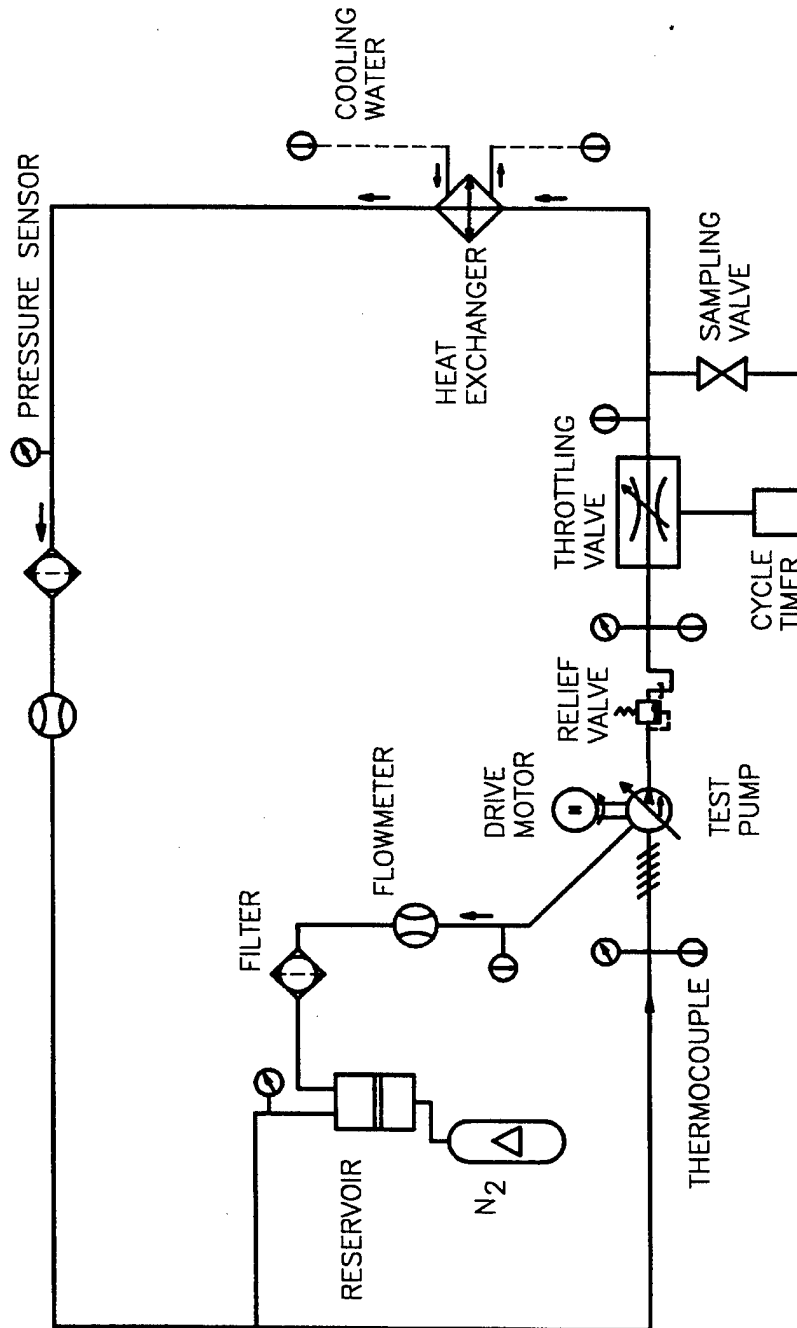 PRESSURE SENSOR
COOLING
WATER
HEAT
EXCHANGER
SAMPLING
VALVE
THROTTLING
VALVE
CYCLE
TIMER
RELIEF
VALVE
DRIVE
MOTOR
M
TEST
PUMP
FLOWMETER
FILTER
THERMOCOUPLE
RESERVOIR
N2